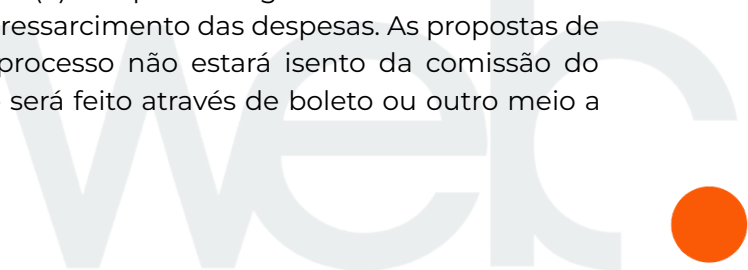 ressarcimento das despesas. As propostas de
processo não estará isento da comissão do
será feito através de boleto ou outro meio a
web.